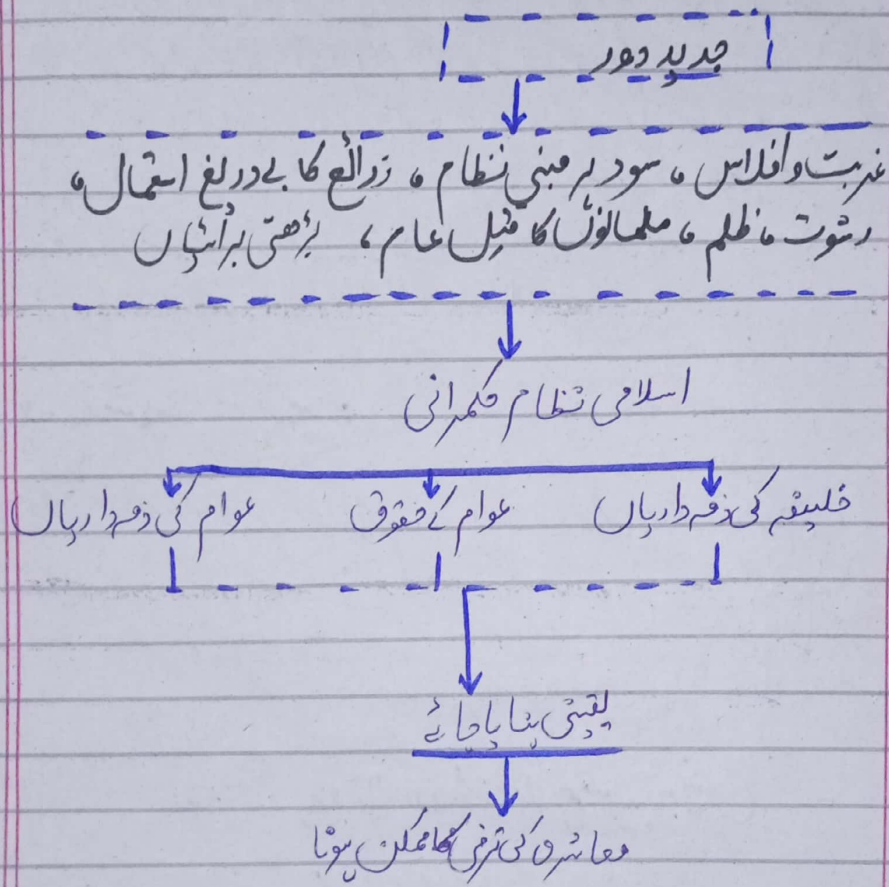 جدید دور
غربت و افلاس، سود پر مبنی نظام، زرائع کا بے دریغ استعمال،
رشوت، ظلم، مسلمانوں کا قتل عام، بڑھتی برائیاں
اسلامی نظام حکمرانی
خلیفہ کی ذمہ داریاں
عوام کے حقوق
عوام کی ذمہ داریاں
یقینی بنایا جائے
معاشرے کی ترقی کا ممکن ہونا